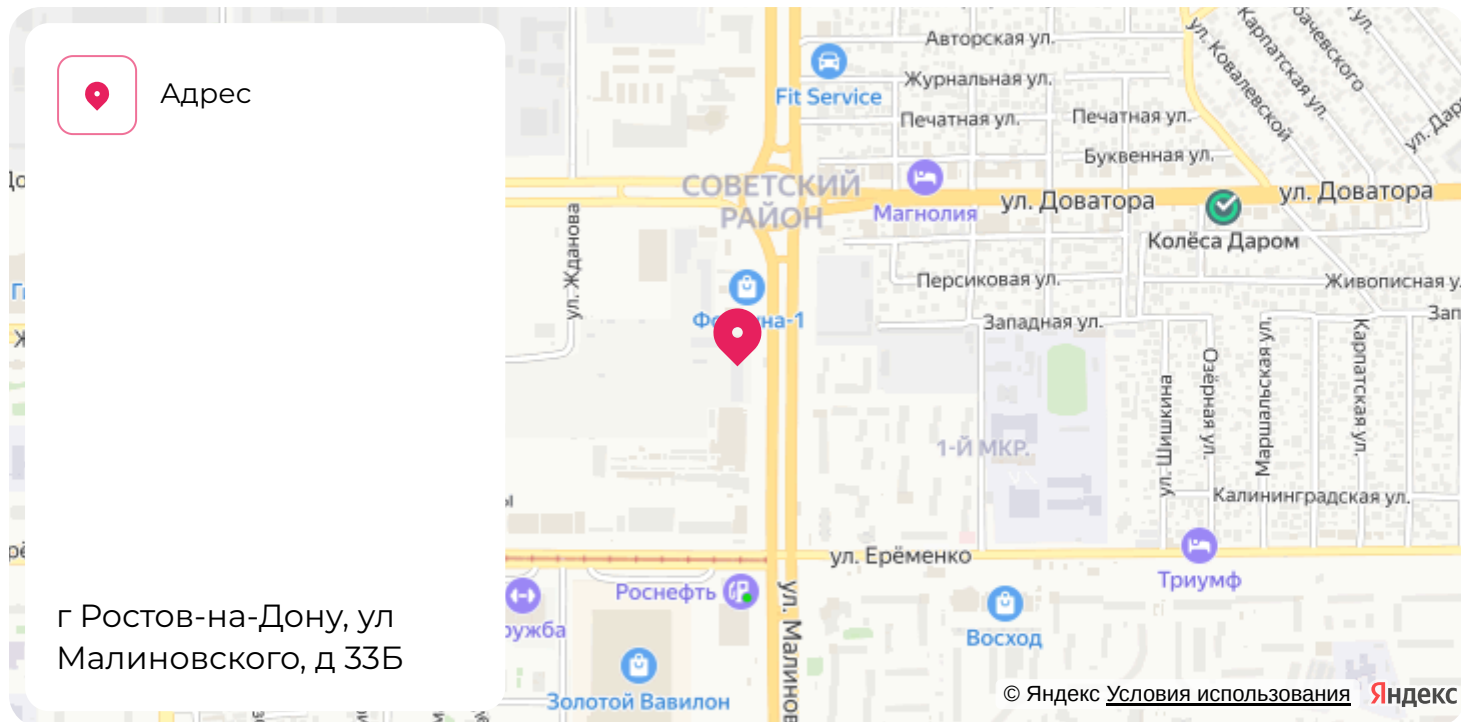 Адрес
г Ростов-на-Дону, ул
Малиновского, д 33Б
Авторская ул.
Fit Service
Журнальная ул.
Печатная ул.
Печатная ул.
Буквенная ул.
ул. Ковалевской
Карпатская ул.
СОВЕТСКИЙ
РАЙОН
Магнолия
ул. Доватора
ул. Доватора
Колёса Даром
ул. Жданова
Персиковая ул.
Живописная у
Западная ул.
Зап
1-Й МКР.
ул. Шишкина
Озёрная ул.
Маршальская ул.
Карпатская ул.
Калининградская ул.
ул. Ерёменко
Триумф
Роснефть
Восход
Золотой Вавилон
ул. Малинов
© Яндекс Условия использования
Яндекс